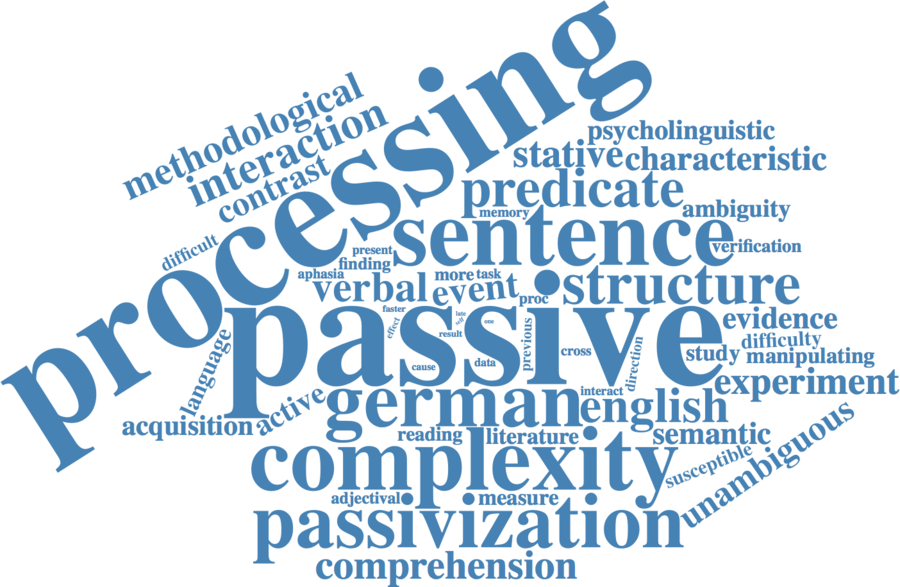 processing
methodological
interaction
contrast
psycholinguistic
stative
characteristic
predicate
memory
ambiguity
sentence
verification
difficult
present
finding
aphasia
more
task
verbal
event
proc
structure
passive
faster
effect
late
one
result
cause
data
previous
cross
direction
interact
evidence
difficulty
study
manipulating
experiment
language
acquisition
active
german
english
reading
literature
semantic
complexity
susceptible
unambiguous
adjectival
measure
passivization
comprehension